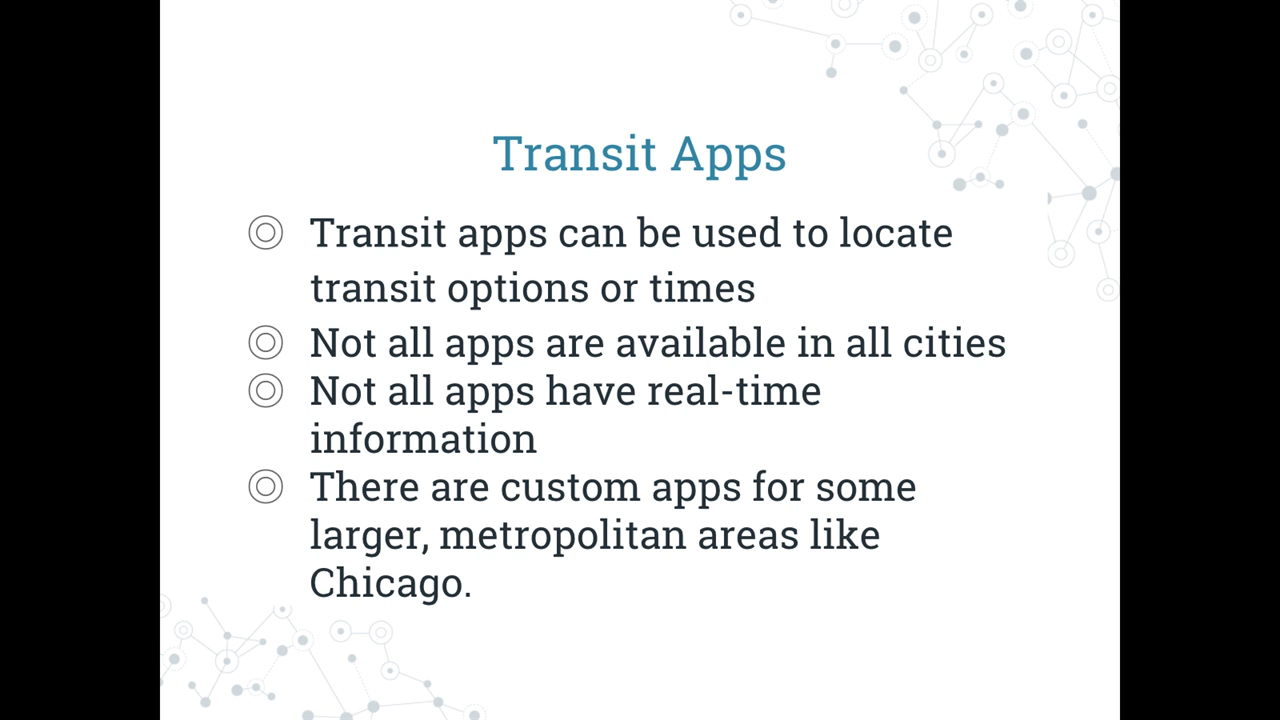 Transit Apps
Transit apps can be used to locate
transit options or times
Not all apps are available in all cities
Not all apps have real-time
information
There are custom apps for some
larger, metropolitan areas like
Chicago.